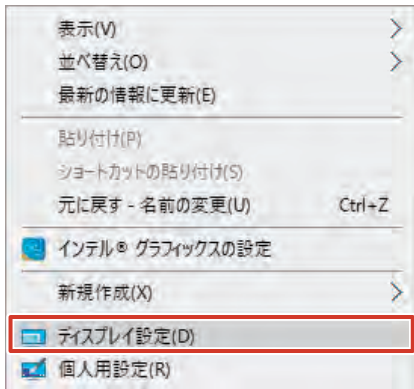 表示(V)
並べ替え(O)
最新の情報に更新(E)
貼り付け(P)
ショートカットの貼り付け(S)
元に戻す - 名前の変更(U) Ctrl+Z
インテル® グラフィックスの設定
新規作成(X)
ディスプレイ設定(D)
個人用設定(R)